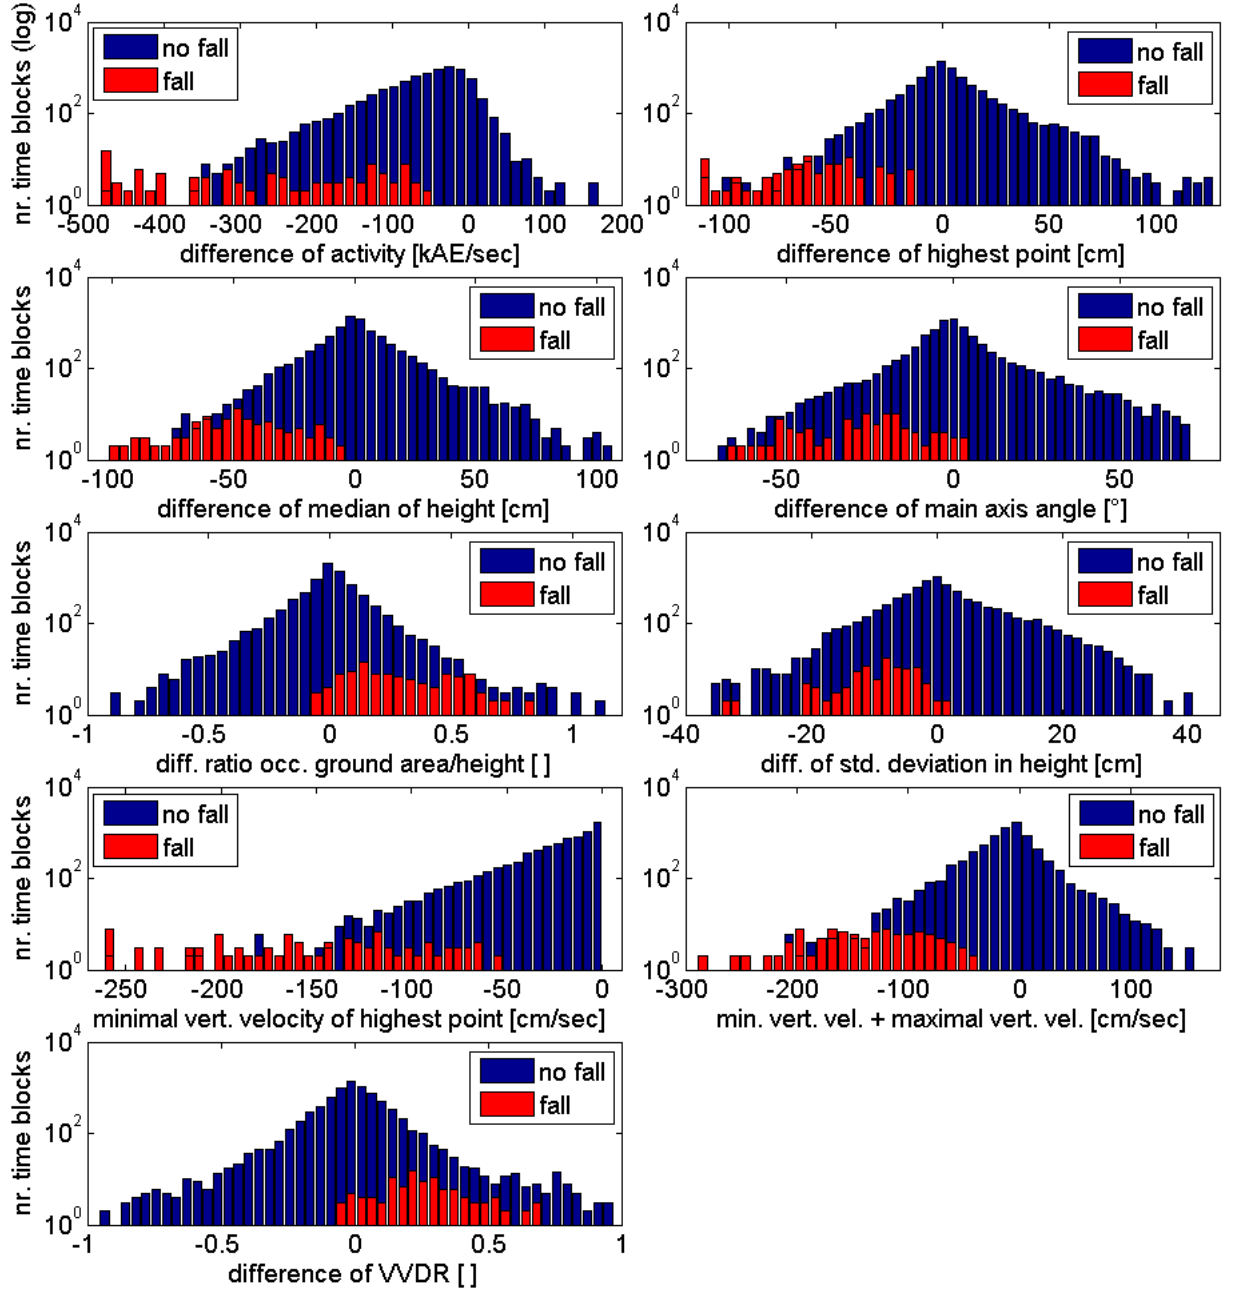 nr. time blocks (log)
10^4
10^2
10^0
no fall
fall
-500 -400 -300 -200 -100 0 100 200
difference of activity [kAE/sec]
10^4
10^2
10^0
no fall
fall
-100 -50 0 50 100
difference of highest point [cm]
nr. time blocks
10^4
10^2
10^0
no fall
fall
-100 -50 0 50 100
difference of median of height [cm]
10^4
10^2
10^0
no fall
fall
-50 0 50
difference of main axis angle [°]
nr. time blocks
10^4
10^2
10^0
no fall
fall
-1 -0.5 0 0.5 1
diff. ratio occ. ground area/height [ ]
10^4
10^2
10^0
no fall
fall
-40 -20 0 20 40
diff. of std. deviation in height [cm]
nr. time blocks
10^4
10^2
10^0
no fall
fall
-250 -200 -150 -100 -50 0
minimal vert. velocity of highest point [cm/sec]
10^4
10^2
10^0
no fall
fall
-300 -200 -100 0 100
min. vert. vel. + maximal vert. vel. [cm/sec]
nr. time blocks
10^4
10^2
10^0
no fall
fall
-1 -0.5 0 0.5 1
difference of VVDR [ ]